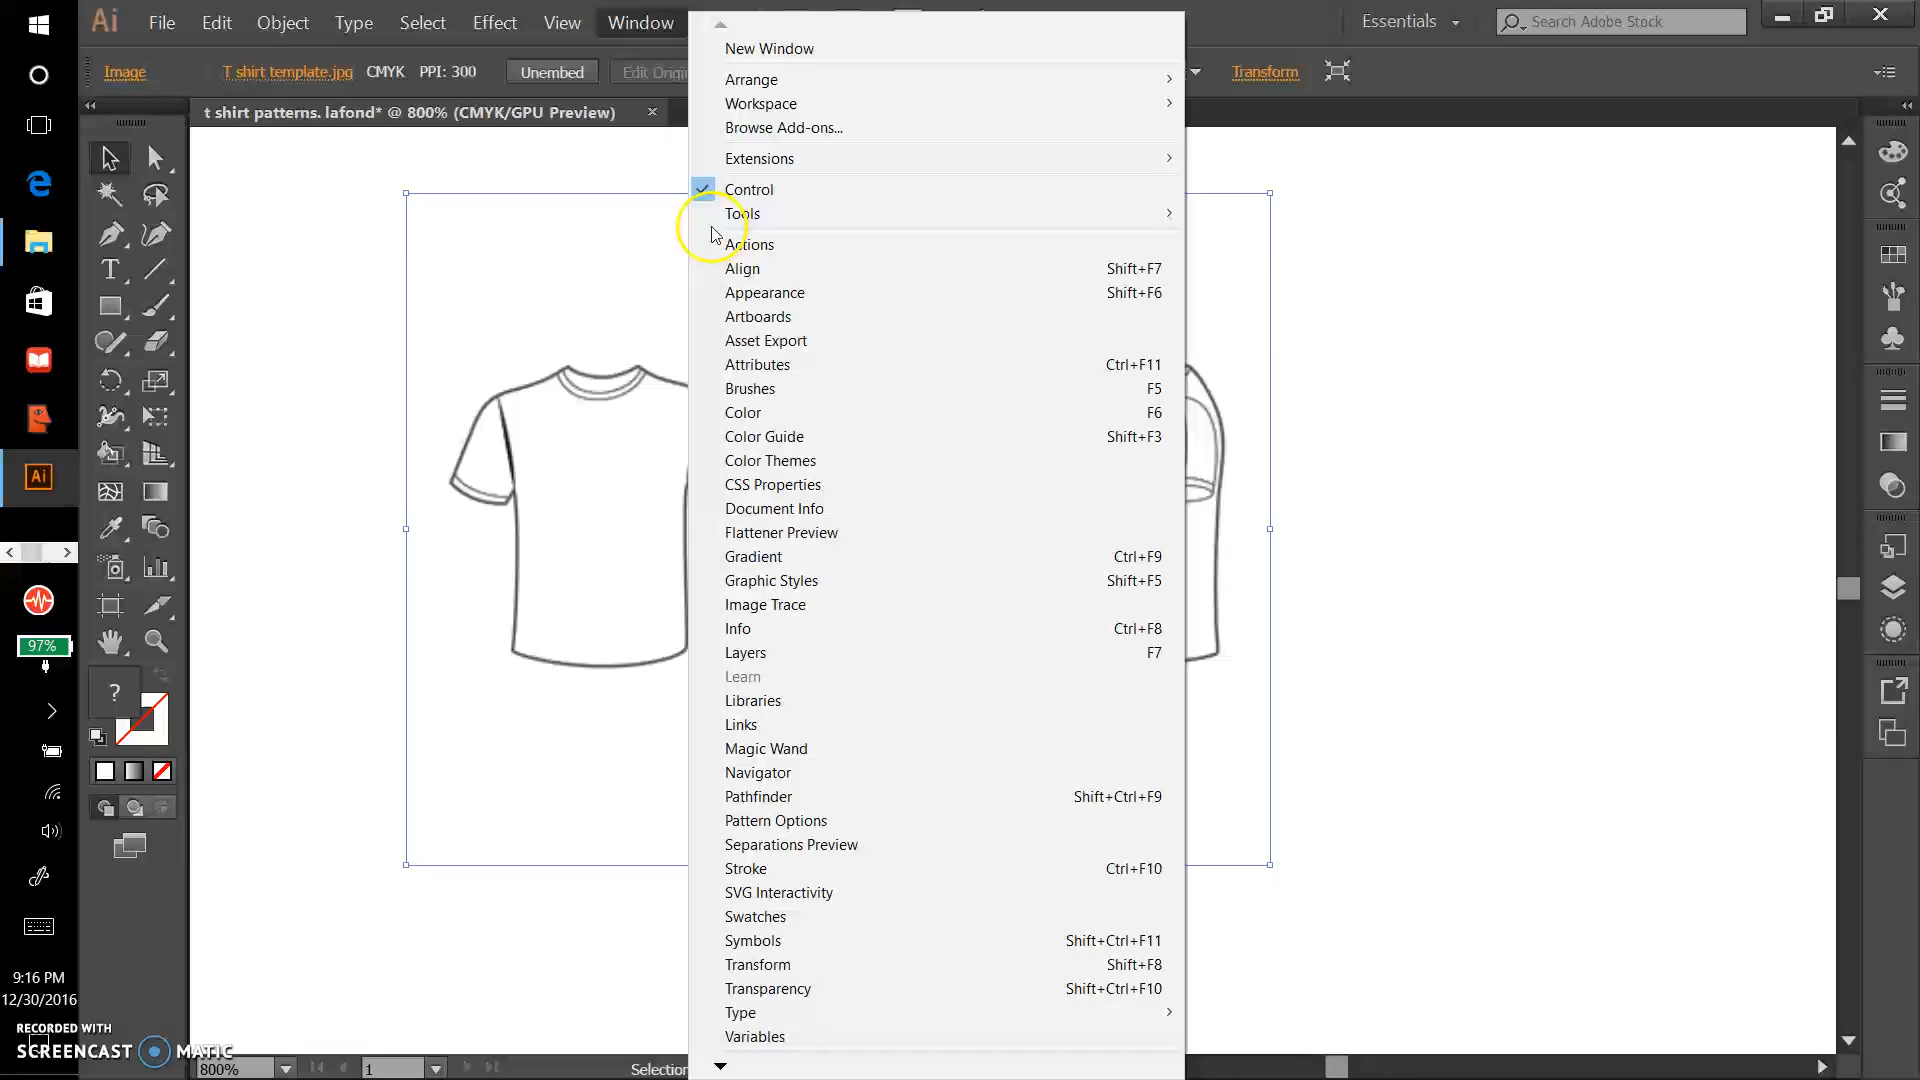 Ai File Edit Object Type Select Effect View Window Essentials Search Adobe Stock
Image T shirt template.jpg CMYK PPI: 300 Unembed Transform
t shirt patterns. lafond* @ 800% (CMYK/GPU Preview)
New Window
Arrange
Workspace
Browse Add-ons...
Extensions
Control
Tools
Actions
Align Shift+F7
Appearance Shift+F6
Artboards
Asset Export
Attributes Ctrl+F11
Brushes F5
Color F6
Color Guide Shift+F3
Color Themes
CSS Properties
Document Info
Flattener Preview
Gradient Ctrl+F9
Graphic Styles Shift+F5
Image Trace
Info Ctrl+F8
Layers F7
Learn
Libraries
Links
Magic Wand
Navigator
Pathfinder Shift+Ctrl+F9
Pattern Options
Separations Preview
Stroke Ctrl+F10
SVG Interactivity
Swatches
Symbols Shift+Ctrl+F11
Transform Shift+F8
Transparency Shift+Ctrl+F10
Type
Variables
Ai
97%
?
9:16 PM
12/30/2016
RECORDED WITH
SCREENCAST MATIC
800% 1 Selection